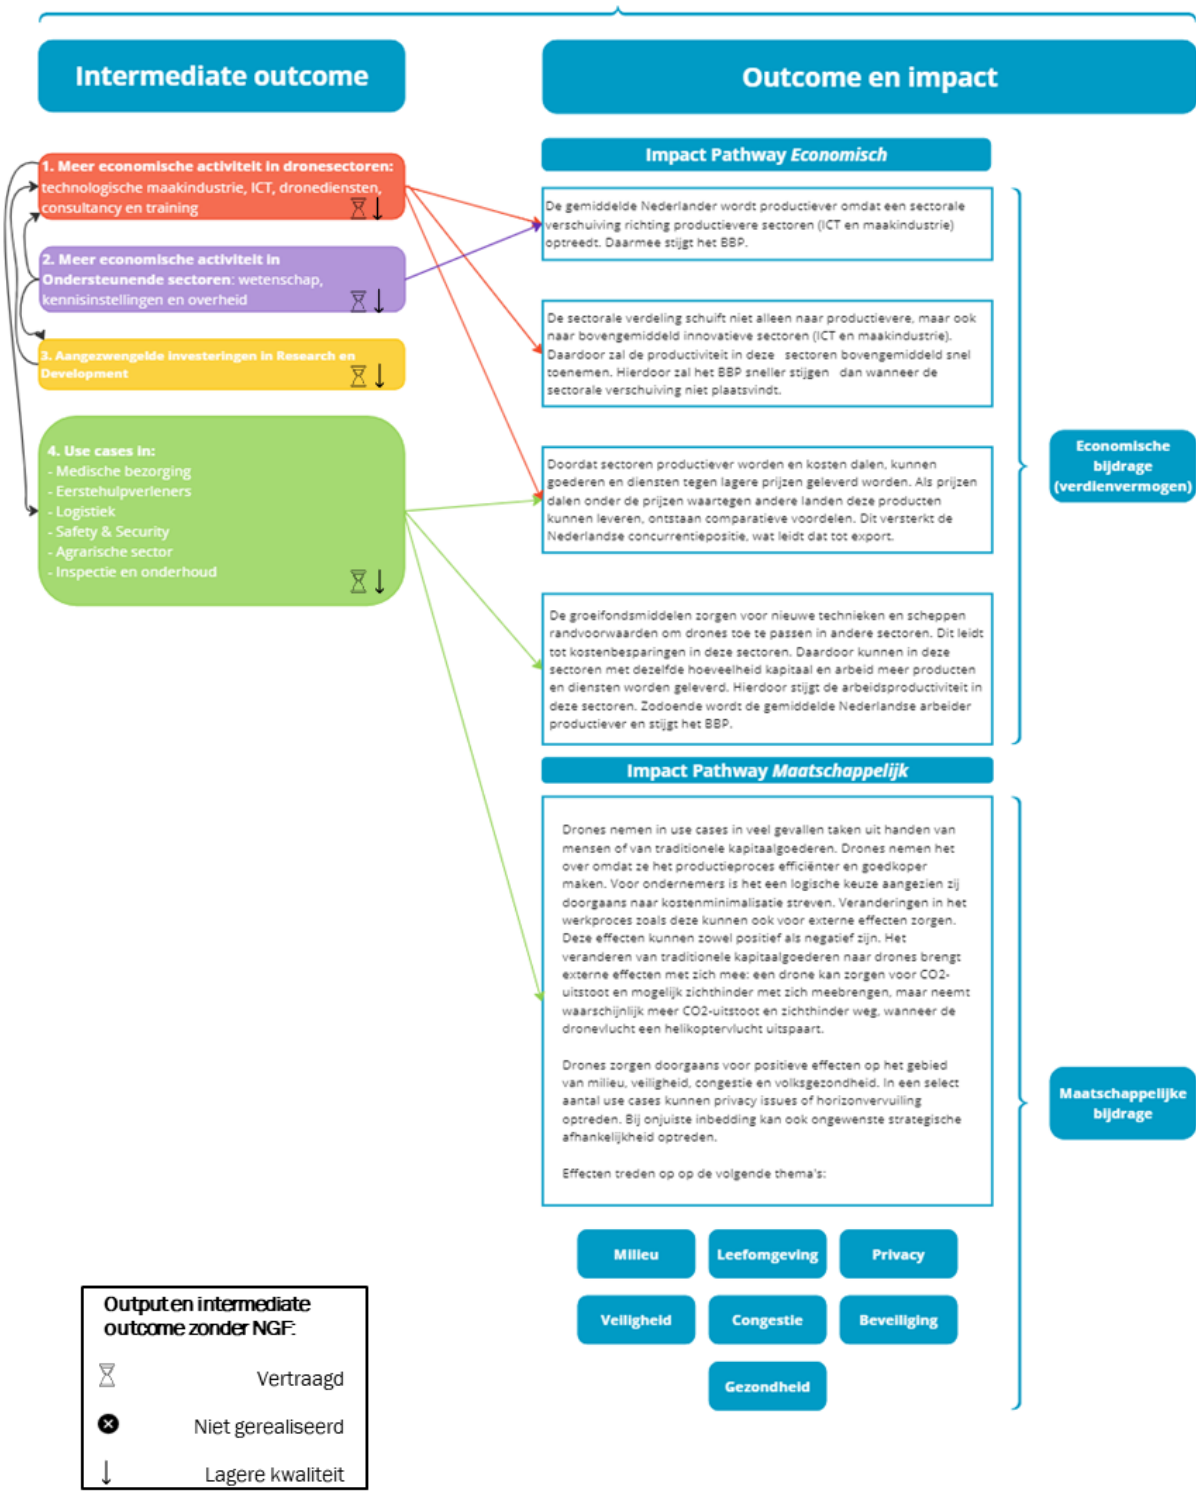 Intermediate outcome
Outcome en impact
1. Meer economische activiteit in dronesectoren:
technologische maakindustrie, ICT, dronediensten,
consultancy en training
2. Meer economische activiteit in
Ondersteunende sectoren: wetenschap,
kennisinstellingen en overheid
3. Aangezwengelde investeringen in Research en
Development
4. Use cases in:
- Medische bezorging
- Eerstehulpverleners
- Logistiek
- Safety & Security
- Agrarische sector
- Inspectie en onderhoud
Impact Pathway Economisch
De gemiddelde Nederlander wordt productiever omdat een sectorale
verschuiving richting productievere sectoren (ICT en maakindustrie)
optreedt. Daarmee stijgt het BBP.
De sectorale verdeling schuift niet alleen naar productievere, maar ook
naar bovengemiddeld innovatieve sectoren (ICT en maakindustrie).
Daardoor zal de productiviteit in deze sectoren bovengemiddeld snel
toenemen. Hierdoor zal het BBP sneller stijgen dan wanneer de
sectorale verschuiving niet plaatsvindt.
Doordat sectoren productiever worden en kosten dalen, kunnen
goederen en diensten tegen lagere prijzen geleverd worden. Als prijzen
dalen onder de prijzen waartegen andere landen deze producten
kunnen leveren, ontstaan comparatieve voordelen. Dit versterkt de
Nederlandse concurrentiepositie, wat leidt dat tot export.
De groeifondsmiddelen zorgen voor nieuwe technieken en scheppen
randvoorwaarden om drones toe te passen in andere sectoren. Dit leidt
tot kostenbesparingen in deze sectoren. Daardoor kunnen in deze
sectoren met dezelfde hoeveelheid kapitaal en arbeid meer producten
en diensten worden geleverd. Hierdoor stijgt de arbeidsproductiviteit in
deze sectoren. Zodoende wordt de gemiddelde Nederlandse arbeider
productiever en stijgt het BBP.
Economische
bijdrage
(verdienvermogen)
Impact Pathway Maatschappelijk
Drones nemen in use cases in veel gevallen taken uit handen van
mensen of van traditionele kapitaalgoederen. Drones nemen het
over omdat ze het productieproces efficiënter en goedkoper
maken. Voor ondernemers is het een logische keuze aangezien zij
doorgaans naar kostenminimalisatie streven. Veranderingen in het
werkproces zoals deze kunnen ook voor externe effecten zorgen.
Deze effecten kunnen zowel positief als negatief zijn. Het
veranderen van traditionele kapitaalgoederen naar drones brengt
externe effecten met zich mee: een drone kan zorgen voor CO2-
uitstoot en mogelijk zichthinder met zich meebrengen, maar neemt
waarschijnlijk meer CO2-uitstoot en zichthinder weg, wanneer de
dronevlucht een helikoptervlucht uitspaart.
Drones zorgen doorgaans voor positieve effecten op het gebied
van milieu, veiligheid, congestie en volksgezondheid. In een select
aantal use cases kunnen privacy issues of horizonvervuiling
optreden. Bij onjuiste inbedding kan ook ongewenste strategische
afhankelijkheid optreden.
Effecten treden op op de volgende thema's:
Maatschappelijke
bijdrage
Milieu
Leefomgeving
Privacy
Veiligheid
Congestie
Beveiliging
Gezondheid
Output en intermediate
outcome zonder NGF:
Vertraagd
Niet gerealiseerd
Lagere kwaliteit